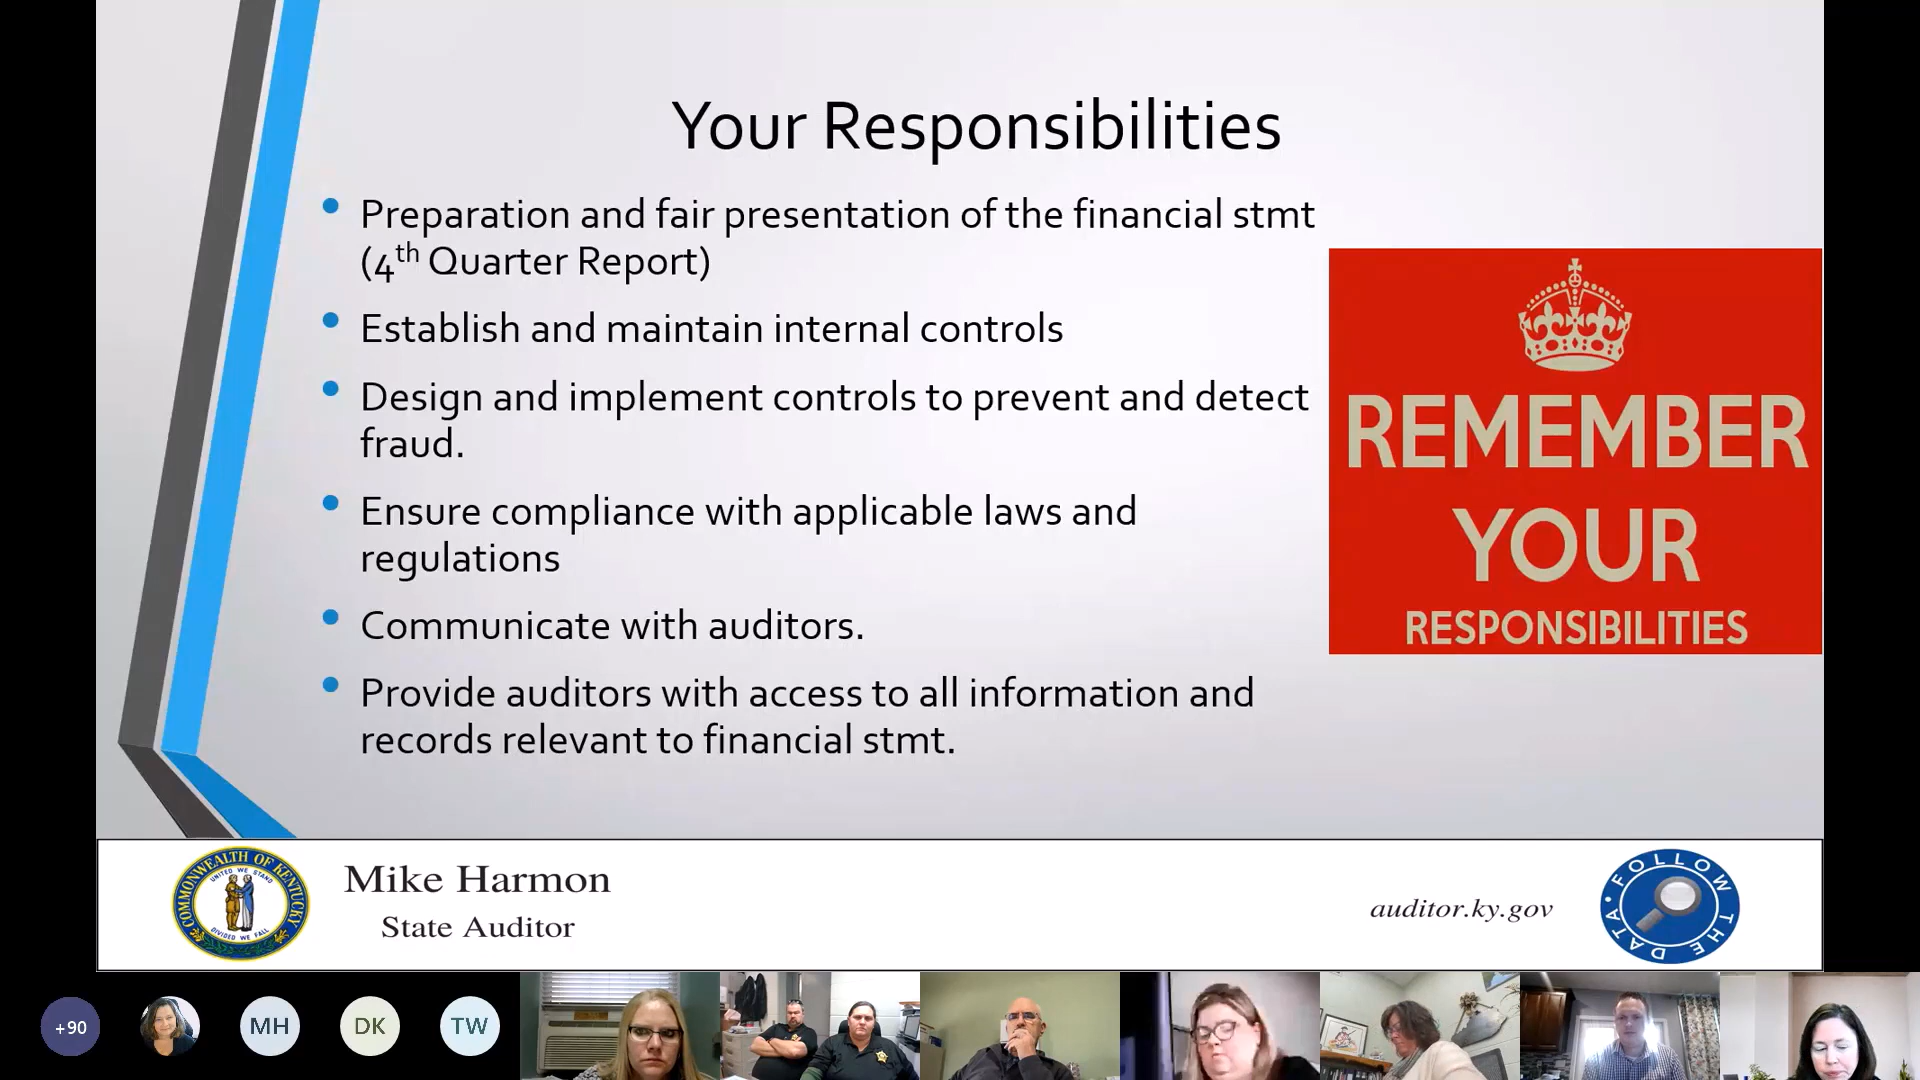 Your Responsibilities
• Preparation and fair presentation of the financial stmt
(4th Quarter Report)
• Establish and maintain internal controls
• Design and implement controls to prevent and detect
fraud.
• Ensure compliance with applicable laws and
regulations
• Communicate with auditors.
• Provide auditors with access to all information and
records relevant to financial stmt.
REMEMBER
YOUR
RESPONSIBILITIES
COMMONWEALTH OF KENTUCKY
UNITED WE STAND
DIVIDED WE FALL
Mike Harmon
State Auditor
auditor.ky.gov
FOLLOW THE DATA
+90
MH
DK
TW